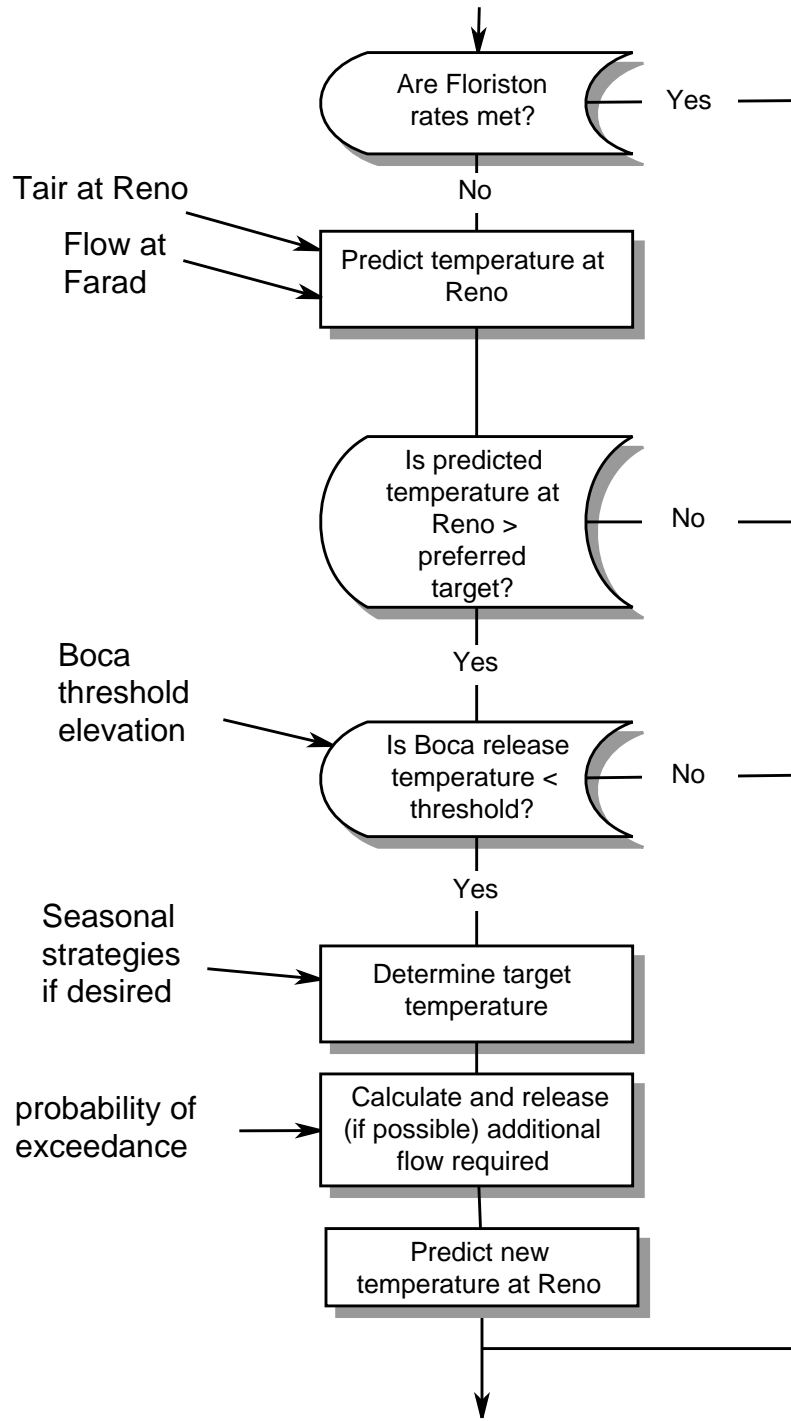 Are Floriston
rates met?
Yes
No
Tair at Reno
Flow at
Farad
Predict temperature at
Reno
Is predicted
temperature at
Reno >
preferred
target?
No
Yes
Boca
threshold
elevation
Is Boca release
temperature <
threshold?
No
Yes
Seasonal
strategies
if desired
Determine target
temperature
probability of
exceedance
Calculate and release
(if possible) additional
flow required
Predict new
temperature at Reno